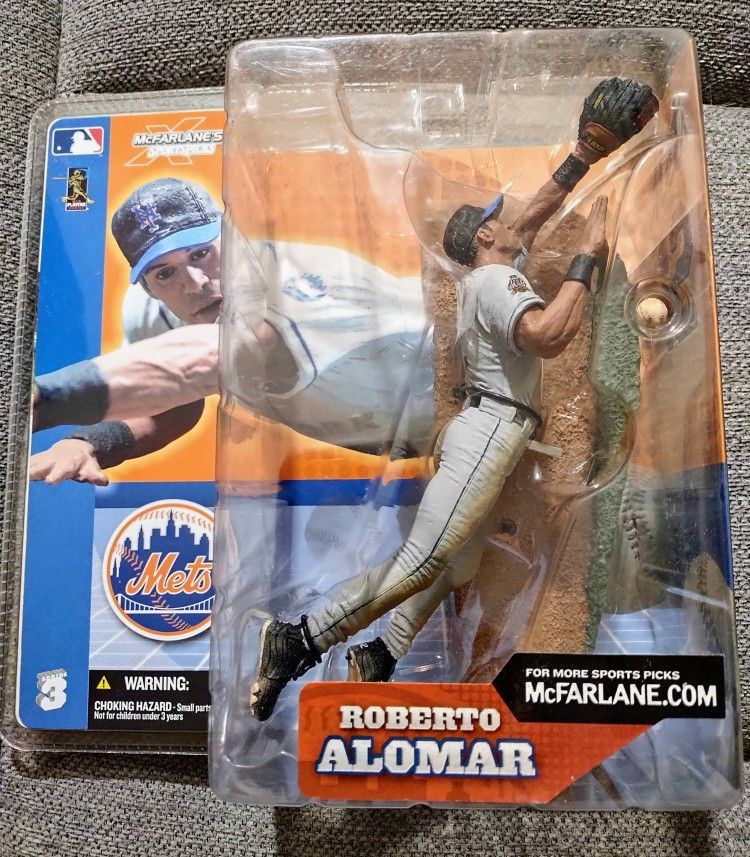 McFARLANE'S
SPORTSPICKS
Mets
SERIES
3
WARNING:
CHOKING HAZARD - Small parts
Not for children under 3 years
FOR MORE SPORTS PICKS
McFARLANE.COM
ROBERTO
ALOMAR